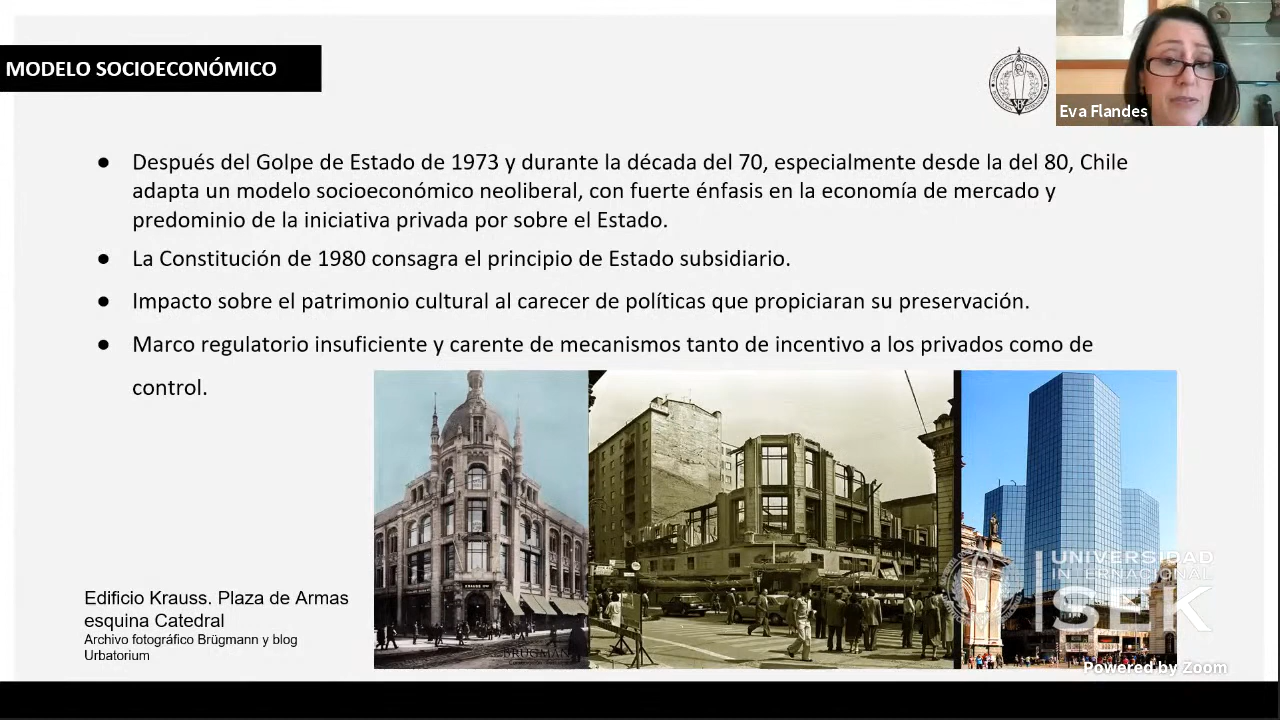 MODELO SOCIOECONÓMICO
Eva Flandes
● Después del Golpe de Estado de 1973 y durante la década del 70, especialmente desde la del 80, Chile
adapta un modelo socioeconómico neoliberal, con fuerte énfasis en la economía de mercado y
predominio de la iniciativa privada por sobre el Estado.
● La Constitución de 1980 consagra el principio de Estado subsidiario.
● Impacto sobre el patrimonio cultural al carecer de políticas que propiciaran su preservación.
● Marco regulatorio insuficiente y carente de mecanismos tanto de incentivo a los privados como de
control.
Edificio Krauss. Plaza de Armas
esquina Catedral
Archivo fotográfico Brügmann y blog
Urbatorium
KRAUSS
BRÜGMANN
UNIVERSIDAD
INTERNACIONAL
SEK
Powered by Zoom